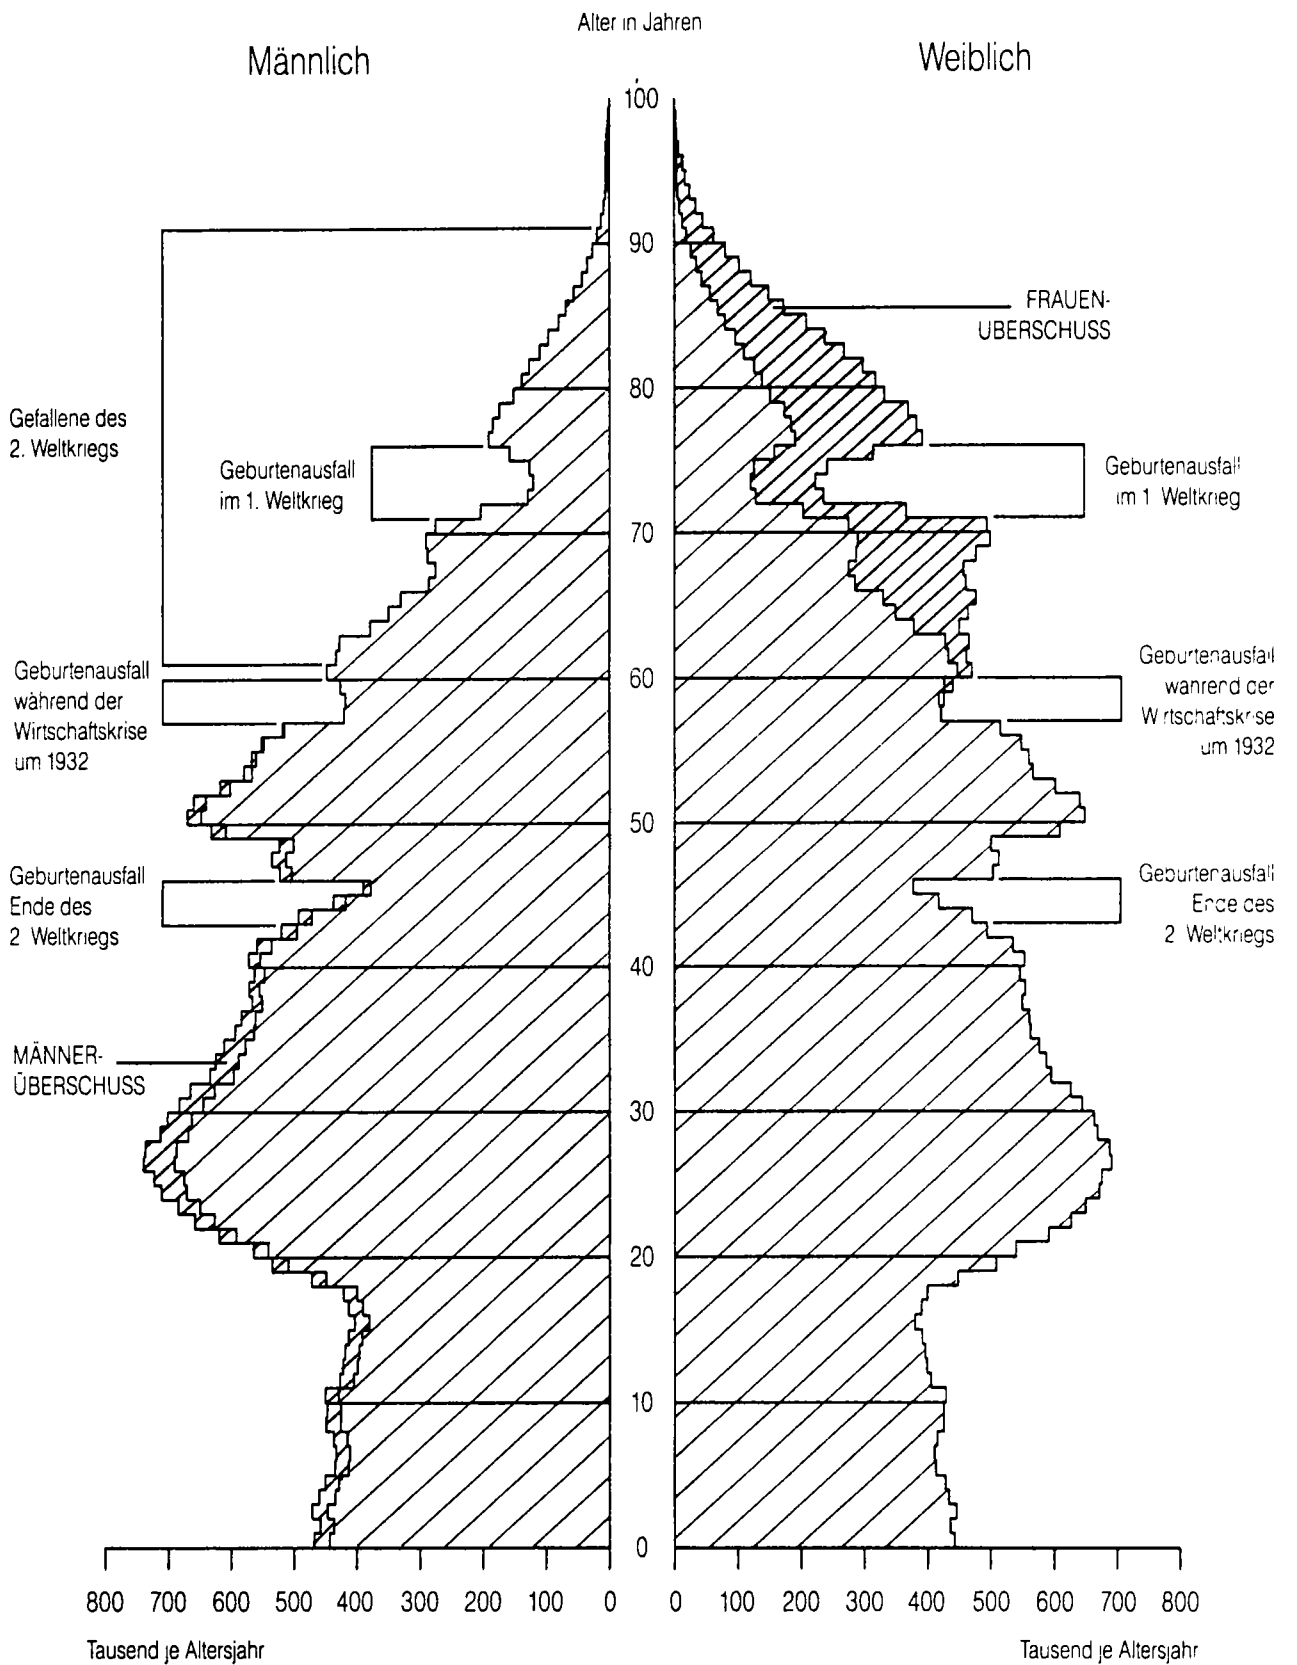 Alter in Jahren
Männlich
Weiblich
100
90
80
70
60
50
40
30
20
10
0
Gefallene des
2. Weltkriegs
Geburtenausfall
im 1. Weltkrieg
Geburtenausfall
während der
Wirtschaftskrise
um 1932
Geburtenausfall
Ende des
2 Weltkriegs
MÄNNER-
ÜBERSCHUSS
FRAUEN-
UBERSCHUSS
Geburtenausfall
im 1 Weltkrieg
Geburtenausfall
wahrend der
Wirtschaftskrise
um 1932
Geburtenausfall
Ende des
2 Weltkriegs
800 700 600 500 400 300 200 100 0
0 100 200 300 400 500 600 700 800
Tausend je Altersjahr
Tausend je Altersjahr